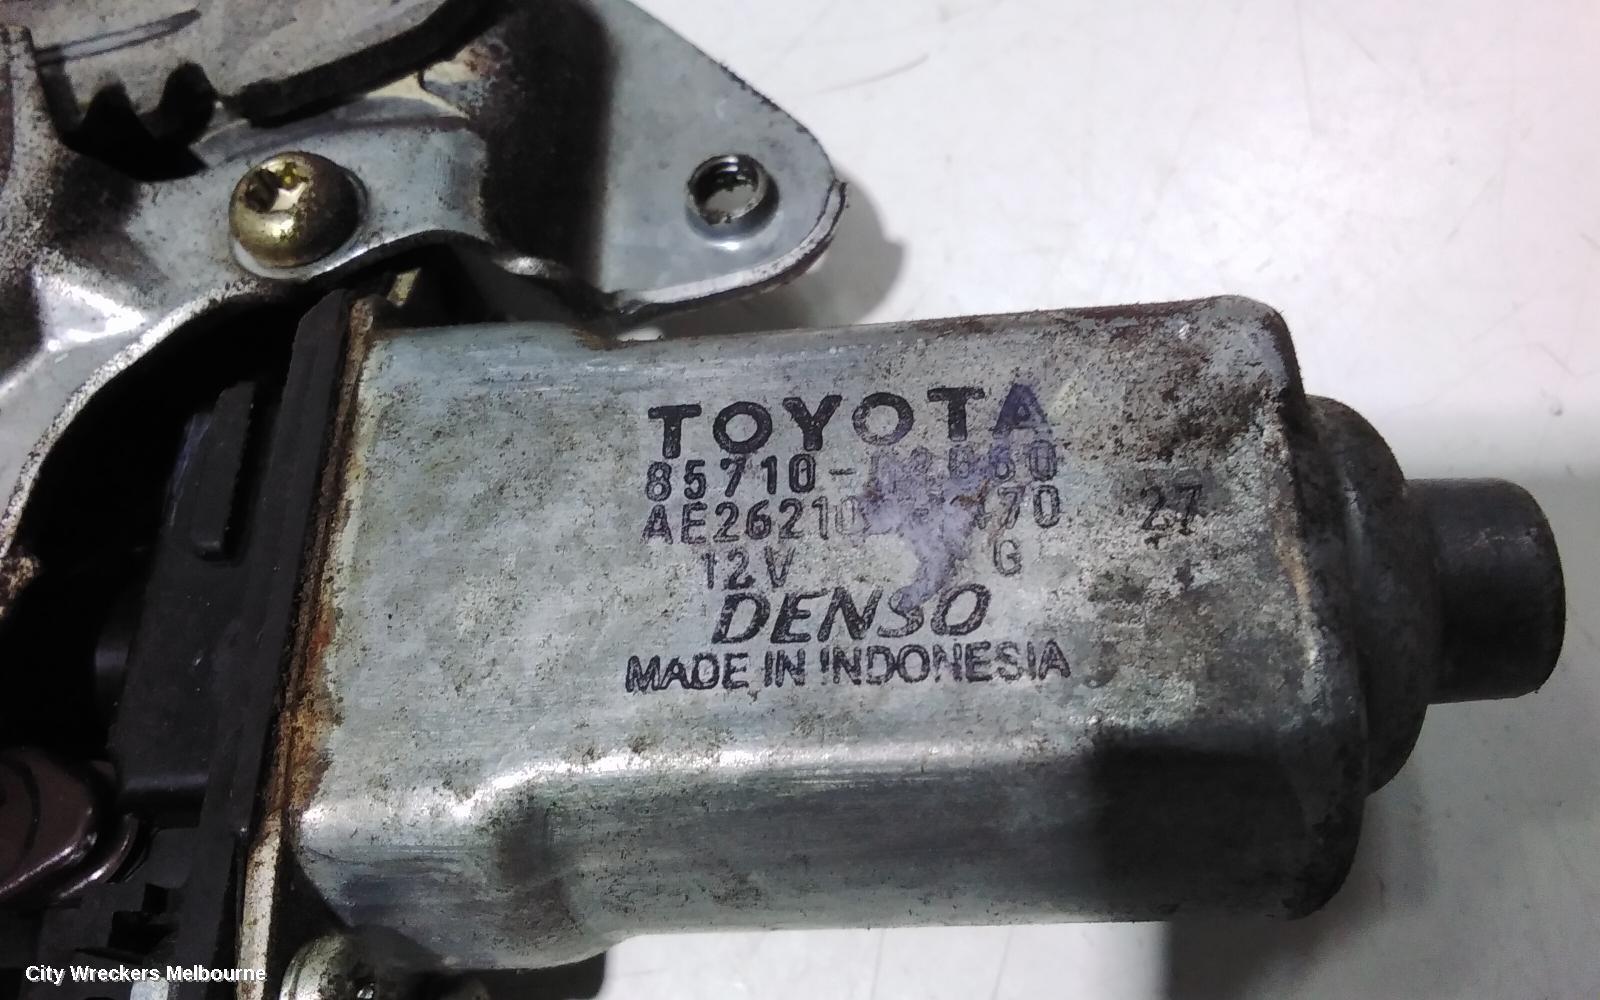 TOYOTA
85710-
AE26210 27
12V G
DENSO
MADE IN INDONESIA
City Wreckers Melbourne